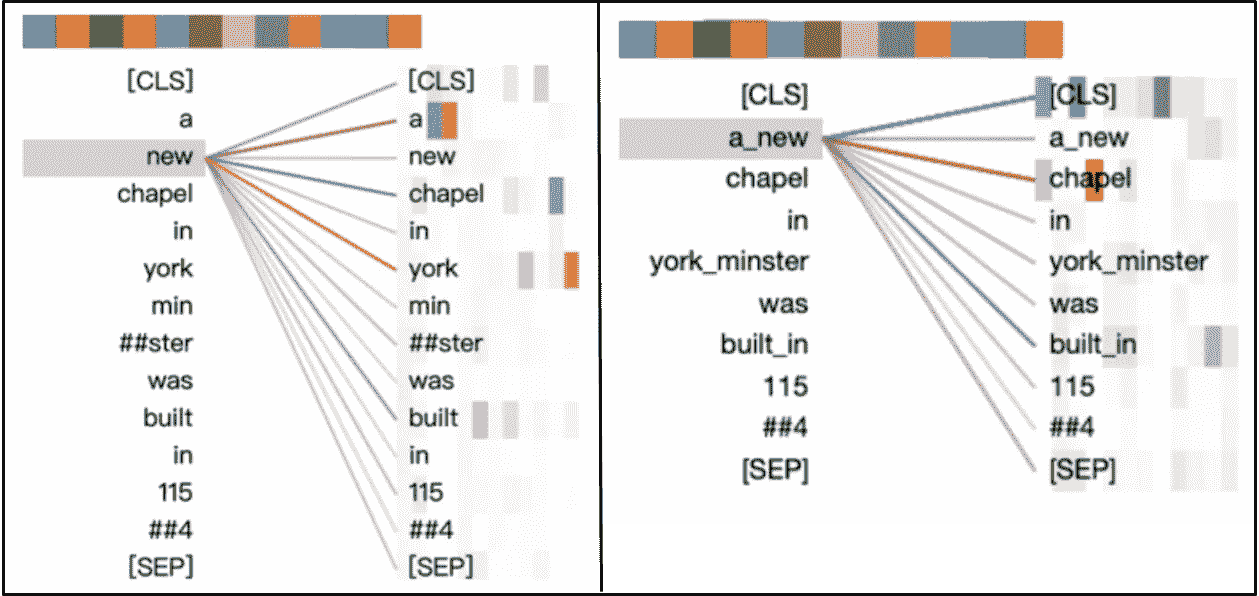 [CLS] [CLS]
a a
new new
chapel chapel
in in
york york
min min
##ster ##ster
was was
built built
in in
115 115
##4 ##4
[SEP] [SEP]
[CLS] [CLS]
a_new a_new
chapel chapel
in in
york_minster york_minster
was was
built_in built_in
115 115
##4 ##4
[SEP] [SEP]